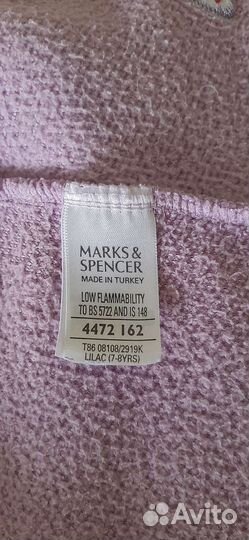 MARKS &
SPENCER
MADE IN TURKEY
LOW FLAMMABILITY
TO BS 5722 AND IS 148
4472 162
T86 08108/2919K
LILAC (7-8YRS)
Avito